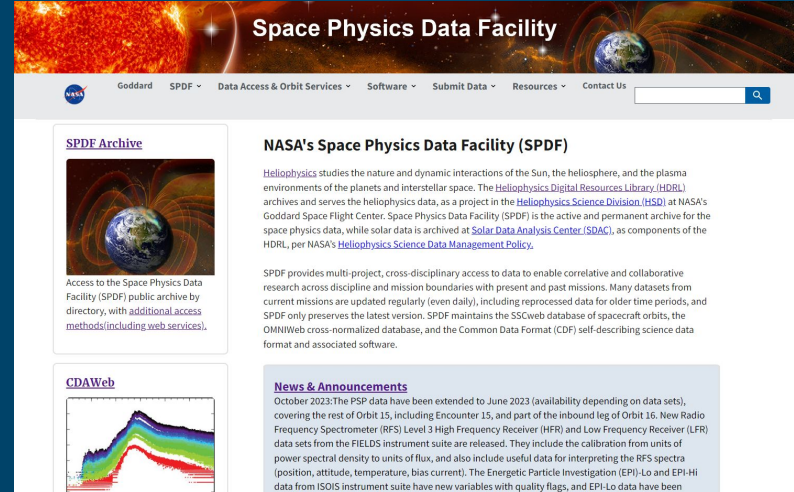 Space Physics Data Facility
NASA
Goddard
SPDF
Data Access & Orbit Services
Software
Submit Data
Resources
Contact Us
SPDF Archive
Access to the Space Physics Data
Facility (SPDF) public archive by
directory, with additional access
methods(including web services).
CDAWeb
NASA's Space Physics Data Facility (SPDF)
Heliophysics studies the nature and dynamic interactions of the Sun, the heliosphere, and the plasma
environments of the planets and interstellar space. The Heliophysics Digital Resources Library (HDRL)
archives and serves the heliophysics data, as a project in the Heliophysics Science Division (HSD) at NASA's
Goddard Space Flight Center. Space Physics Data Facility (SPDF) is the active and permanent archive for the
space physics data, while solar data is archived at Solar Data Analysis Center (SDAC), as components of the
HDRL, per NASA's Heliophysics Science Data Management Policy.
SPDF provides multi-project, cross-disciplinary access to data to enable correlative and collaborative
research across discipline and mission boundaries with present and past missions. Many datasets from
current missions are updated regularly (even daily), including reprocessed data for older time periods, and
SPDF only preserves the latest version. SPDF maintains the SSCweb database of spacecraft orbits, the
OMNIWeb cross-normalized database, and the Common Data Format (CDF) self-describing science data
format and associated software.
News & Announcements
October 2023:The PSP data have been extended to June 2023 (availability depending on data sets),
covering the rest of Orbit 15, including Encounter 15, and part of the inbound leg of Orbit 16. New Radio
Frequency Spectrometer (RFS) Level 3 High Frequency Receiver (HFR) and Low Frequency Receiver (LFR)
data sets from the FIELDS instrument suite are released. They include the calibration from units of
power spectral density to units of flux, and also include useful data for interpreting the RFS spectra
(position, attitude, temperature, bias current). The Energetic Particle Investigation (EPI)-Lo and EPI-Hi
data from ISOIS instrument suite have new variables with quality flags, and EPI-Lo data have been